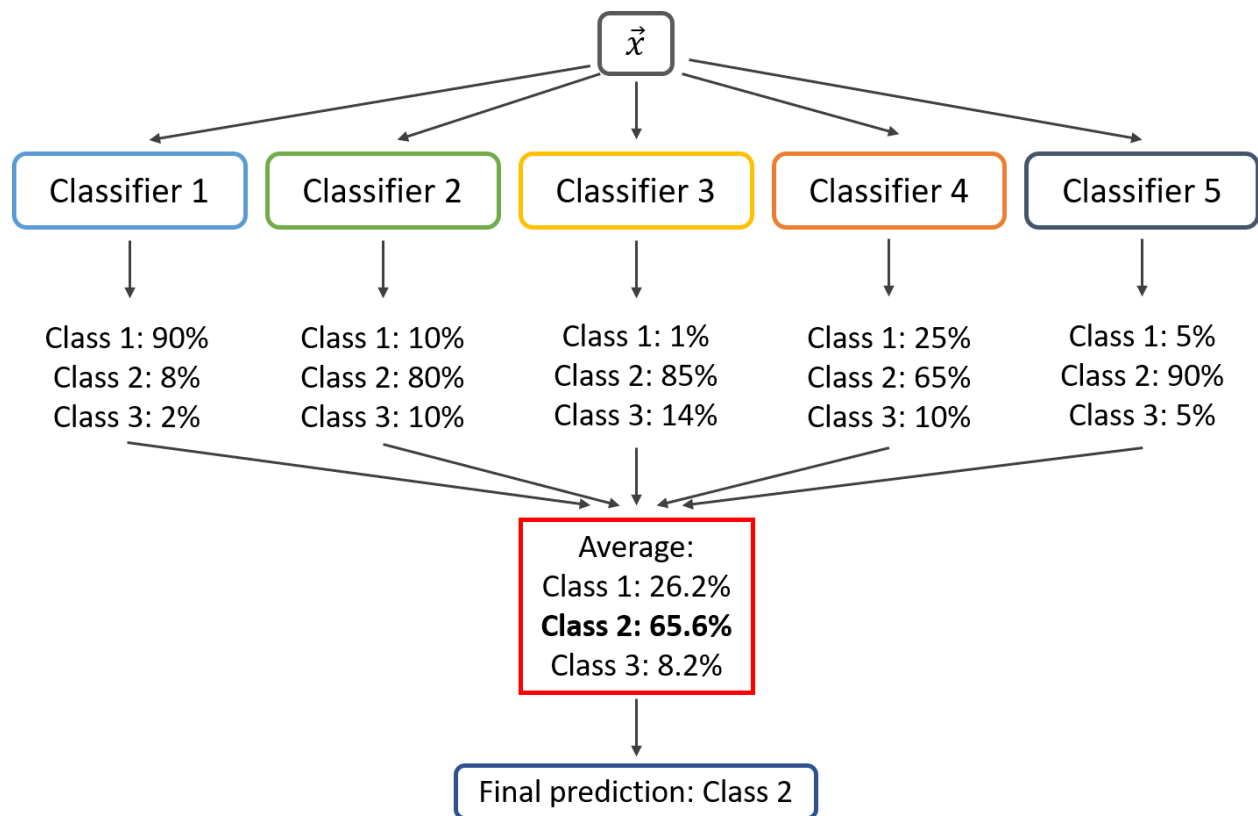 x⃗
Classifier 1
Classifier 2
Classifier 3
Classifier 4
Classifier 5
Class 1: 90%
Class 2: 8%
Class 3: 2%
Class 1: 10%
Class 2: 80%
Class 3: 10%
Class 1: 1%
Class 2: 85%
Class 3: 14%
Class 1: 25%
Class 2: 65%
Class 3: 10%
Class 1: 5%
Class 2: 90%
Class 3: 5%
Average:
Class 1: 26.2%
Class 2: 65.6%
Class 3: 8.2%
Final prediction: Class 2